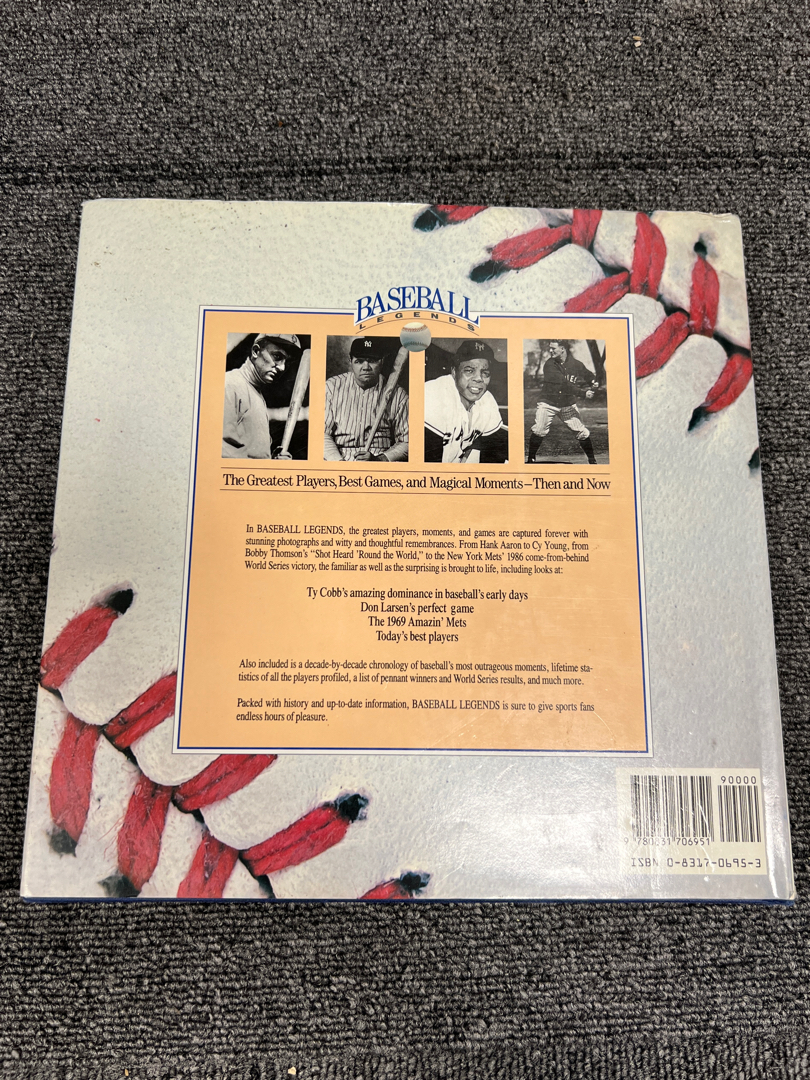 BASEBALL
LEGENDS
The Greatest Players, Best Games, and Magical Moments—Then and Now
In BASEBALL LEGENDS, the greatest players, moments, and games are captured forever with
stunning photographs and witty and thoughtful remembrances. From Hank Aaron to Cy Young, from
Bobby Thomson's "Shot Heard 'Round the World," to the New York Mets' 1986 come-from-behind
World Series victory, the familiar as well as the surprising is brought to life, including looks at:
Ty Cobb's amazing dominance in baseball's early days
Don Larsen's perfect game
The 1969 Amazin' Mets
Today's best players
Also included is a decade-by-decade chronology of baseball's most outrageous moments, lifetime sta-
tistics of all the players profiled, a list of pennant winners and World Series results, and much more.
Packed with history and up-to-date information, BASEBALL LEGENDS is sure to give sports fans
endless hours of pleasure.
90000
9 780831 706951
ISBN 0-8317-0695-3